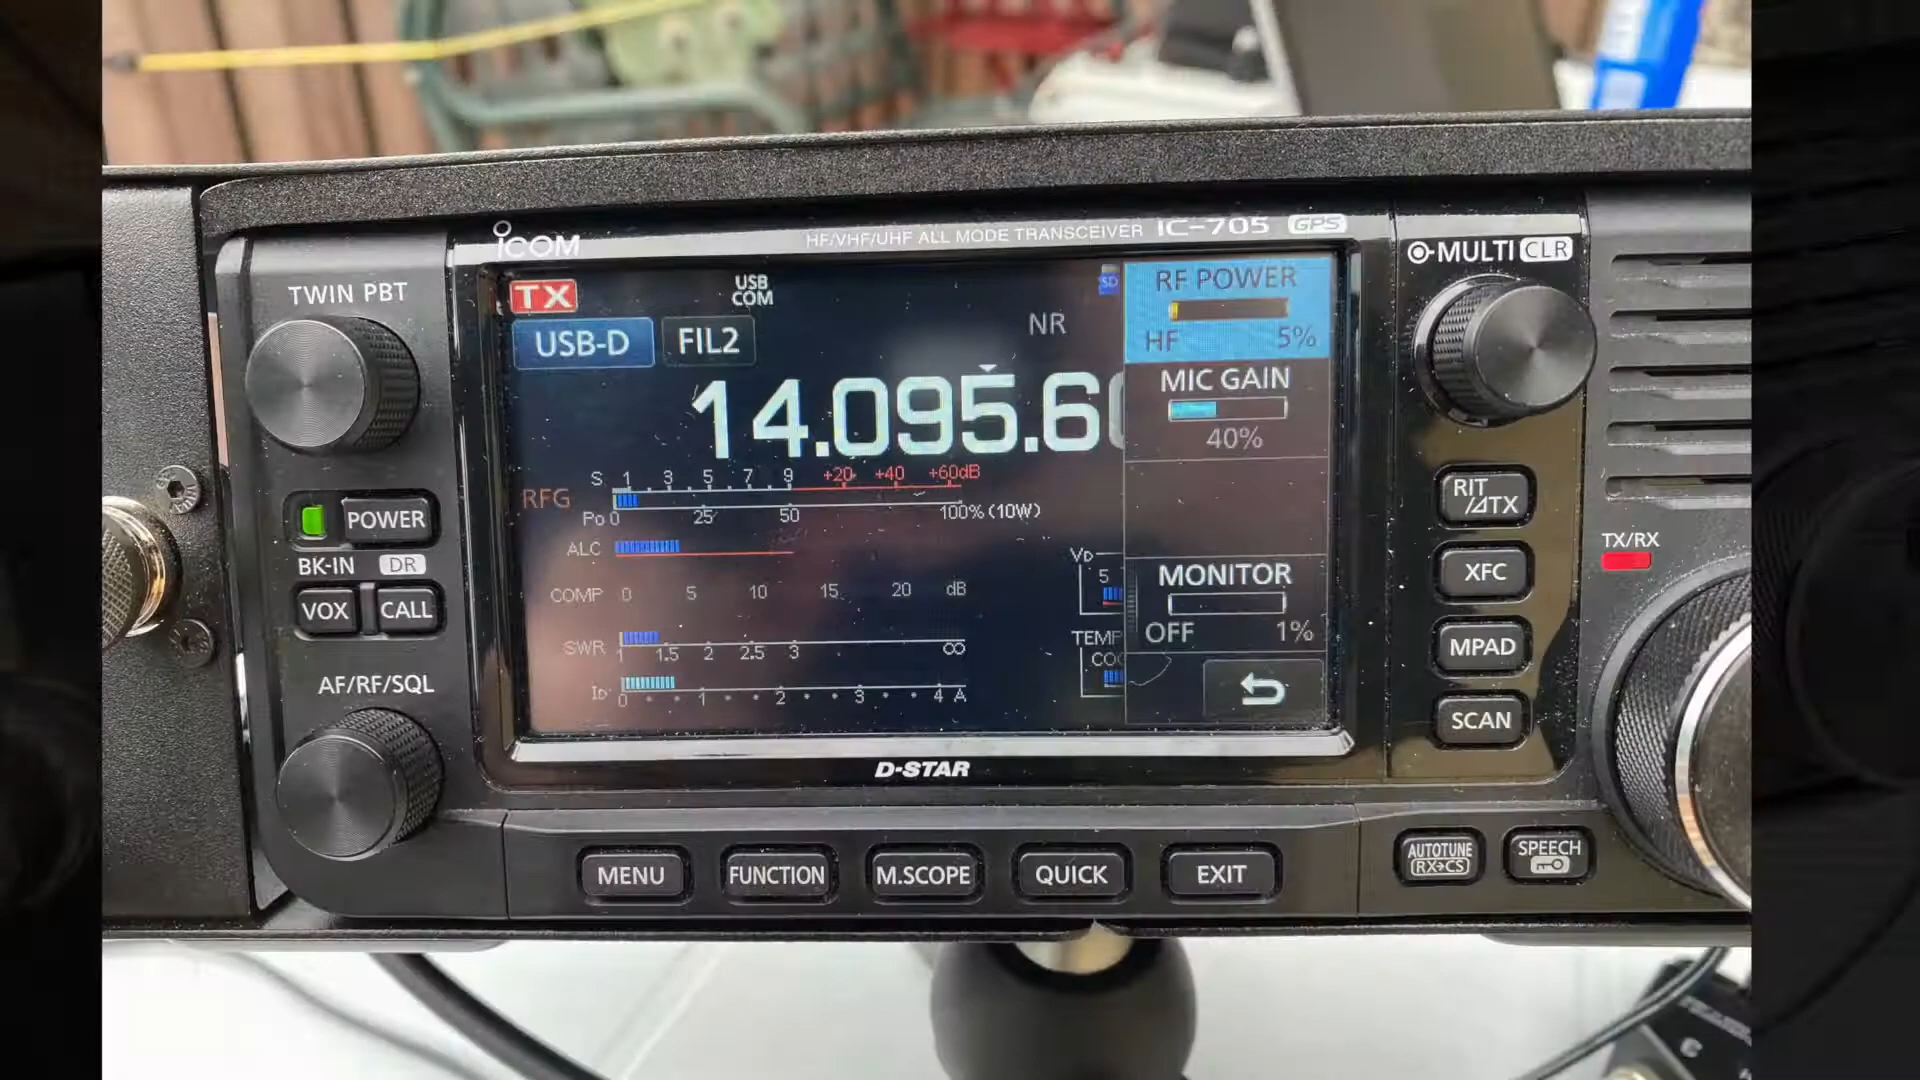 ICOM
HF/VHF/UHF ALL MODE TRANSCEIVER IC-705 GPS
TWIN PBT
MULTI CLR
TX
USB
COM
SD
USB-D
FIL2
NR
14.095.60
RF POWER
HF 5%
MIC GAIN
40%
S 1 3 5 7 9 +20 +40 +60dB
RFG
Po 0 25 50 100% (10W)
ALC
COMP 0 5 10 15 20 dB
SWR
1 1.5 2 2.5 3 ∞
ID
0 1 2 3 4 A
VD
5
TEMP
MONITOR
OFF 1%
POWER
BK-IN DR
VOX CALL
AF/RF/SQL
RIT
/ΔTX
XFC
MPAD
SCAN
TX/RX
D-STAR
MENU FUNCTION M.SCOPE QUICK EXIT
AUTOTUNE
RX→CS
SPEECH